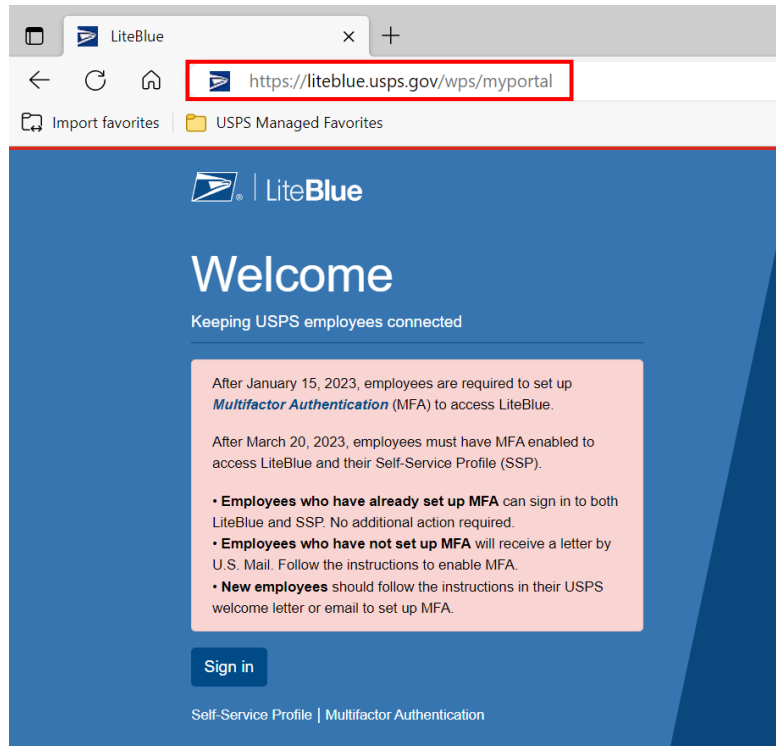 LiteBlue
https://liteblue.usps.gov/wps/myportal
Import favorites
USPS Managed Favorites
LiteBlue
Welcome
Keeping USPS employees connected
After January 15, 2023, employees are required to set up
Multifactor Authentication (MFA) to access LiteBlue.
After March 20, 2023, employees must have MFA enabled to
access LiteBlue and their Self-Service Profile (SSP).
• Employees who have already set up MFA can sign in to both
LiteBlue and SSP. No additional action required.
• Employees who have not set up MFA will receive a letter by
U.S. Mail. Follow the instructions to enable MFA.
• New employees should follow the instructions in their USPS
welcome letter or email to set up MFA.
Sign in
Self-Service Profile | Multifactor Authentication